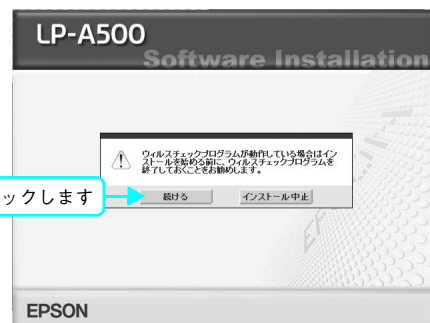 LP-A500
Software Installation
ウィルスチェックプログラムが動作している場合はイン
ストールを始める前に、ウィルスチェックプログラムを
終了しておくことをお勧めします。
ックします
続ける
インストール中止
EPSON